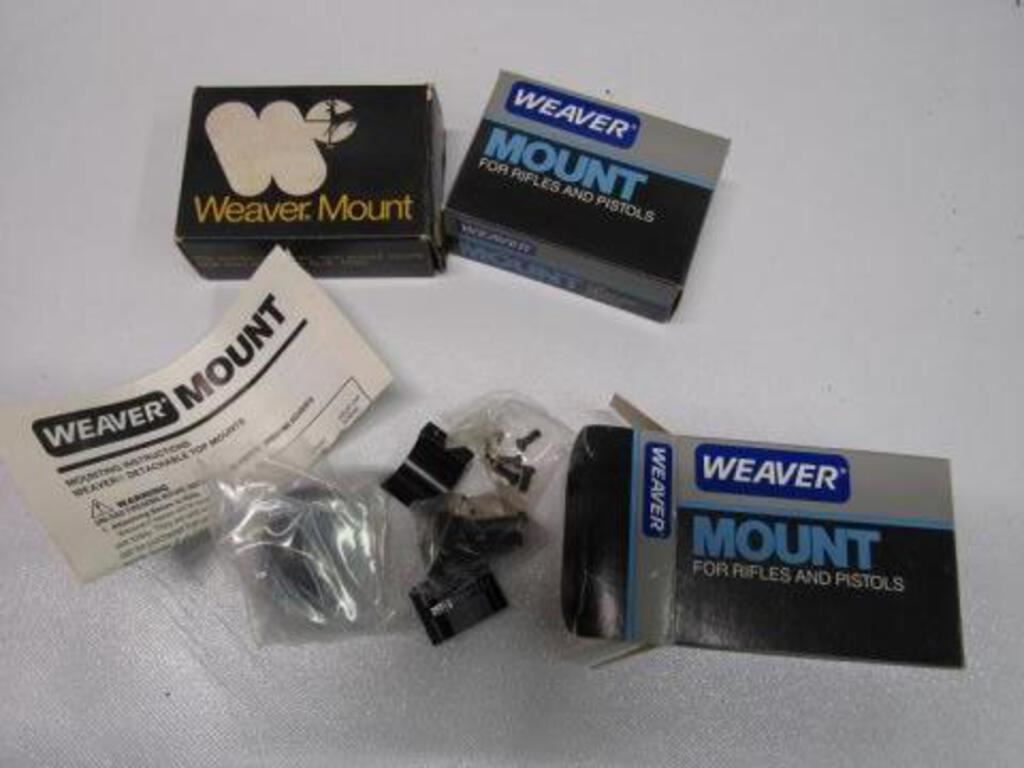 Weaver. Mount
WEAVER®
MOUNT
FOR RIFLES AND PISTOLS
WEAVER
MOUNT
WEAVER® MOUNT
MOUNTING INSTRUCTIONS
WEAVER® DETACHABLE TOP MOUNTS
WARNING
WEAVER®
WEAVER®
MOUNT
FOR RIFLES AND PISTOLS